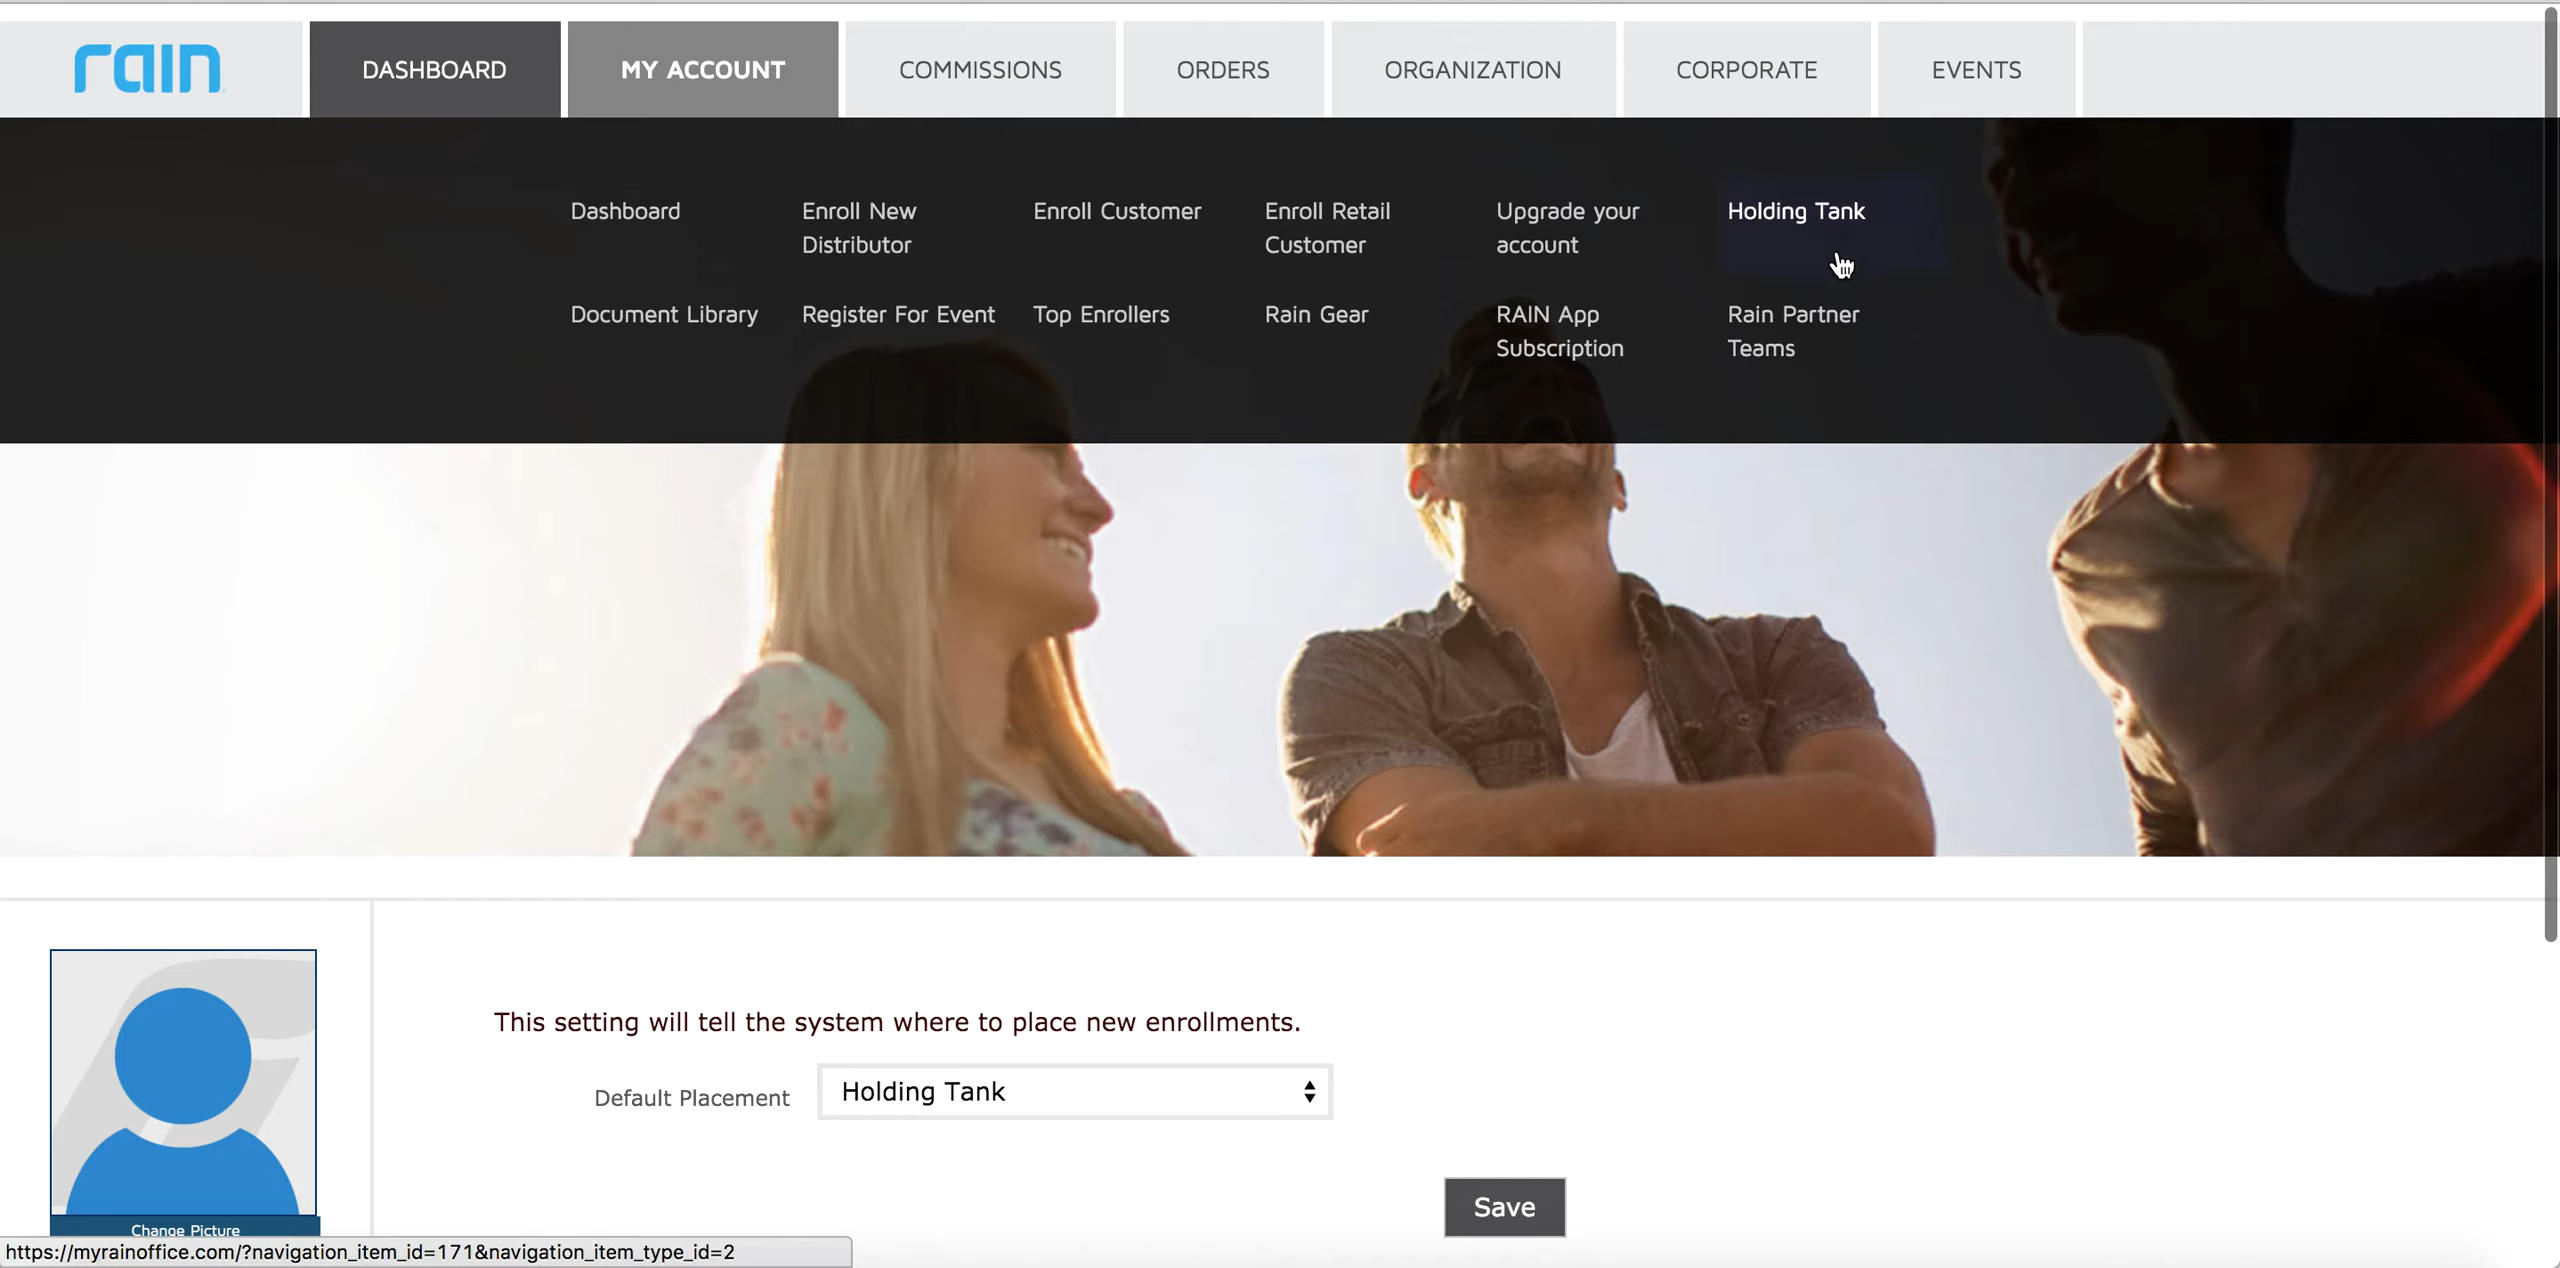 rain
DASHBOARD
MY ACCOUNT
COMMISSIONS
ORDERS
ORGANIZATION
CORPORATE
EVENTS
Dashboard
Enroll New
Distributor
Enroll Customer
Enroll Retail
Customer
Upgrade your
account
Holding Tank
Document Library
Register For Event
Top Enrollers
Rain Gear
RAIN App
Subscription
Rain Partner
Teams
This setting will tell the system where to place new enrollments.
Default Placement
Holding Tank
Save
Change Picture
https://myrainoffice.com/?navigation_item_id=171&navigation_item_type_id=2